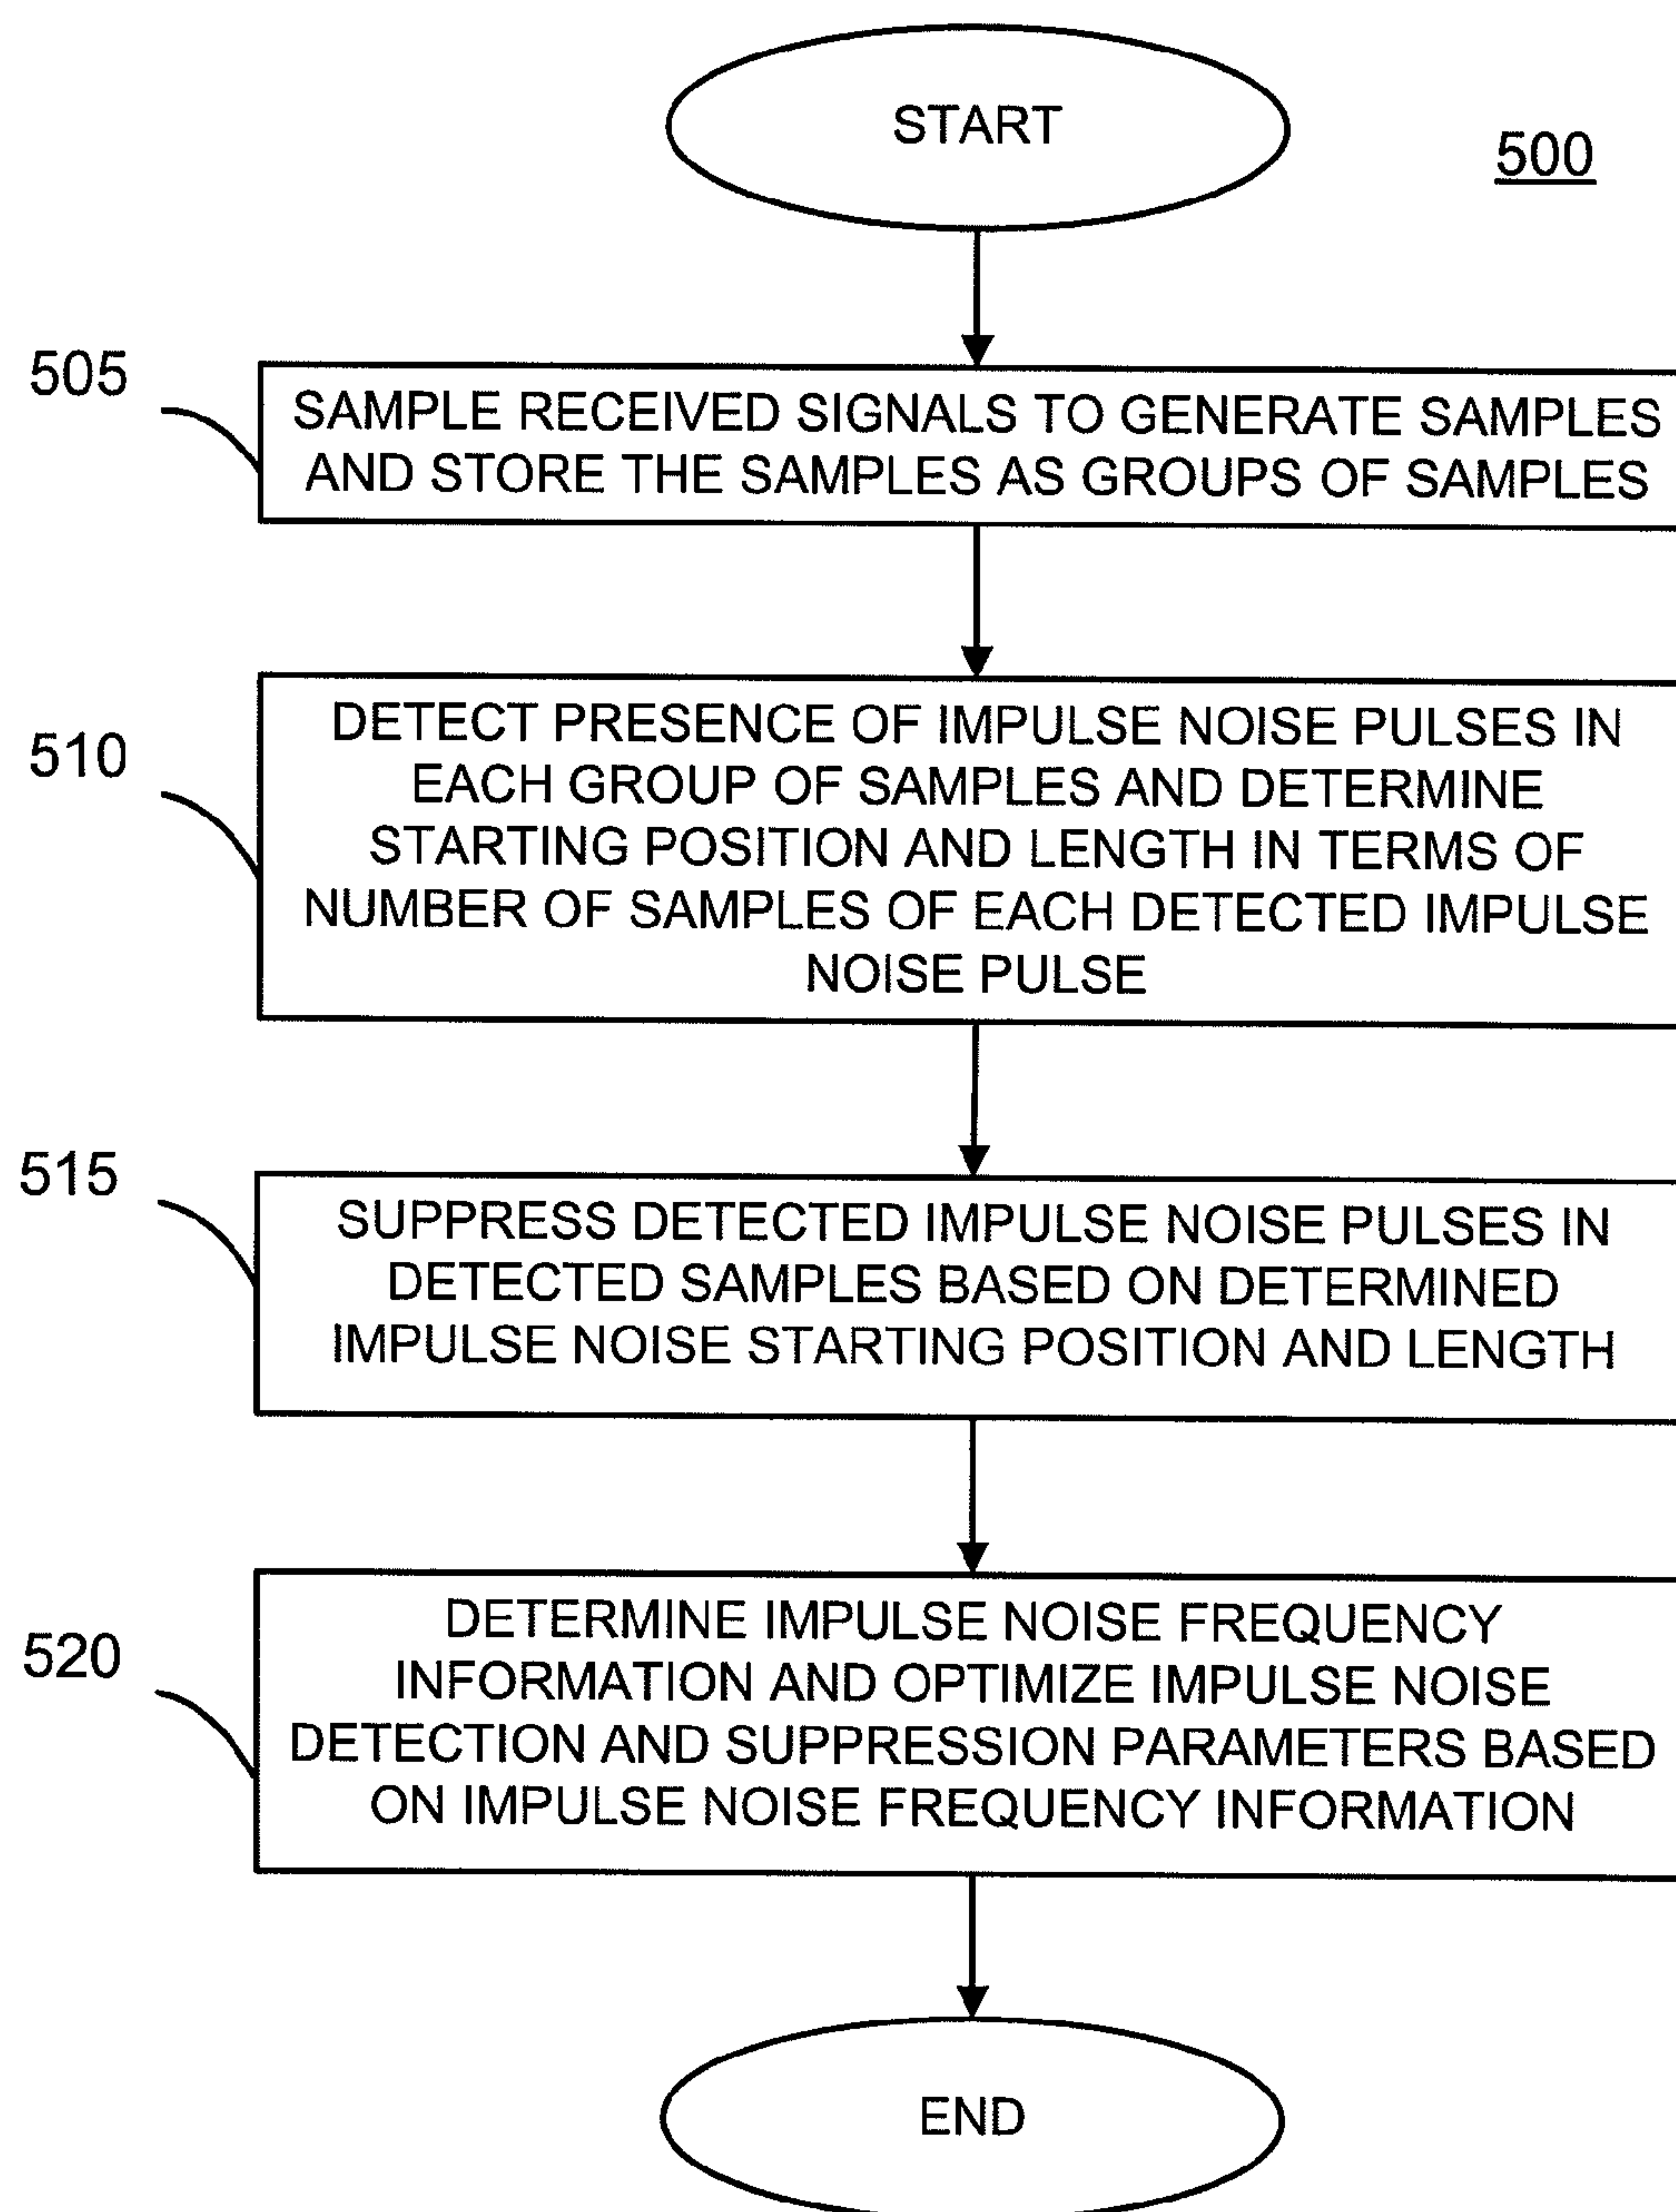 START
500
505
SAMPLE RECEIVED SIGNALS TO GENERATE SAMPLES
AND STORE THE SAMPLES AS GROUPS OF SAMPLES
510
DETECT PRESENCE OF IMPULSE NOISE PULSES IN
EACH GROUP OF SAMPLES AND DETERMINE
STARTING POSITION AND LENGTH IN TERMS OF
NUMBER OF SAMPLES OF EACH DETECTED IMPULSE
NOISE PULSE
515
SUPPRESS DETECTED IMPULSE NOISE PULSES IN
DETECTED SAMPLES BASED ON DETERMINED
IMPULSE NOISE STARTING POSITION AND LENGTH
520
DETERMINE IMPULSE NOISE FREQUENCY
INFORMATION AND OPTIMIZE IMPULSE NOISE
DETECTION AND SUPPRESSION PARAMETERS BASED
ON IMPULSE NOISE FREQUENCY INFORMATION
END